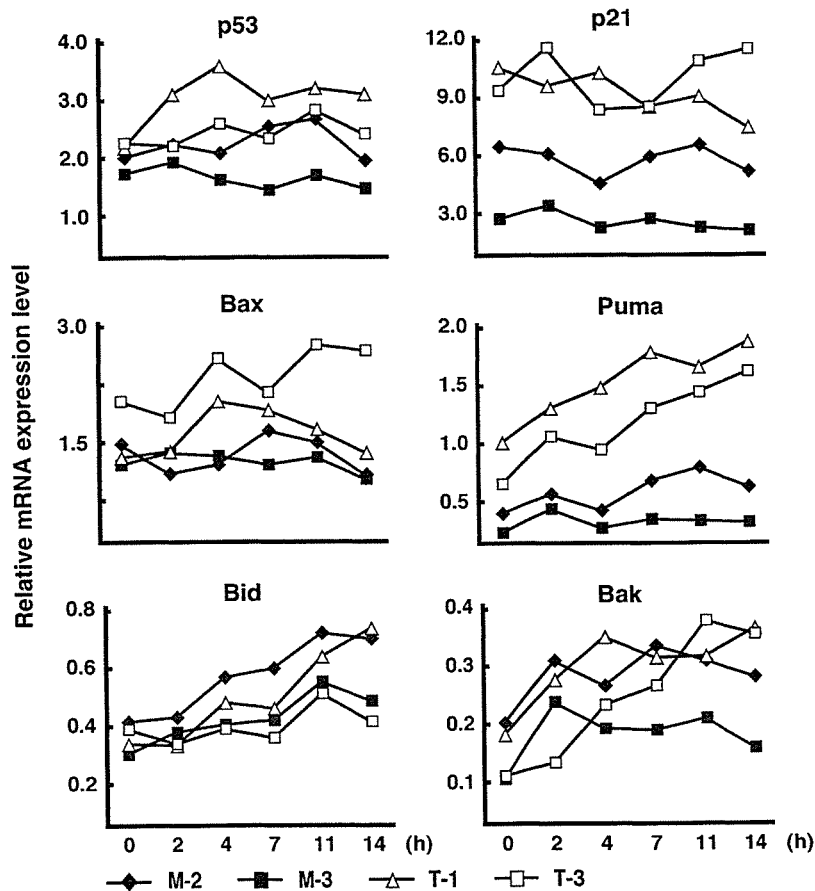 p53
4.0
3.0
2.0
1.0
p21
12.0
9.0
6.0
3.0
Relative mRNA expression level
Bax
3.0
1.5
Puma
2.0
1.5
1.0
0.5
Bid
0.8
0.6
0.4
0.2
0 2 4 7 11 14 (h)
Bak
0.4
0.3
0.2
0.1
0 2 4 7 11 14 (h)
M-2 M-3 T-1 T-3